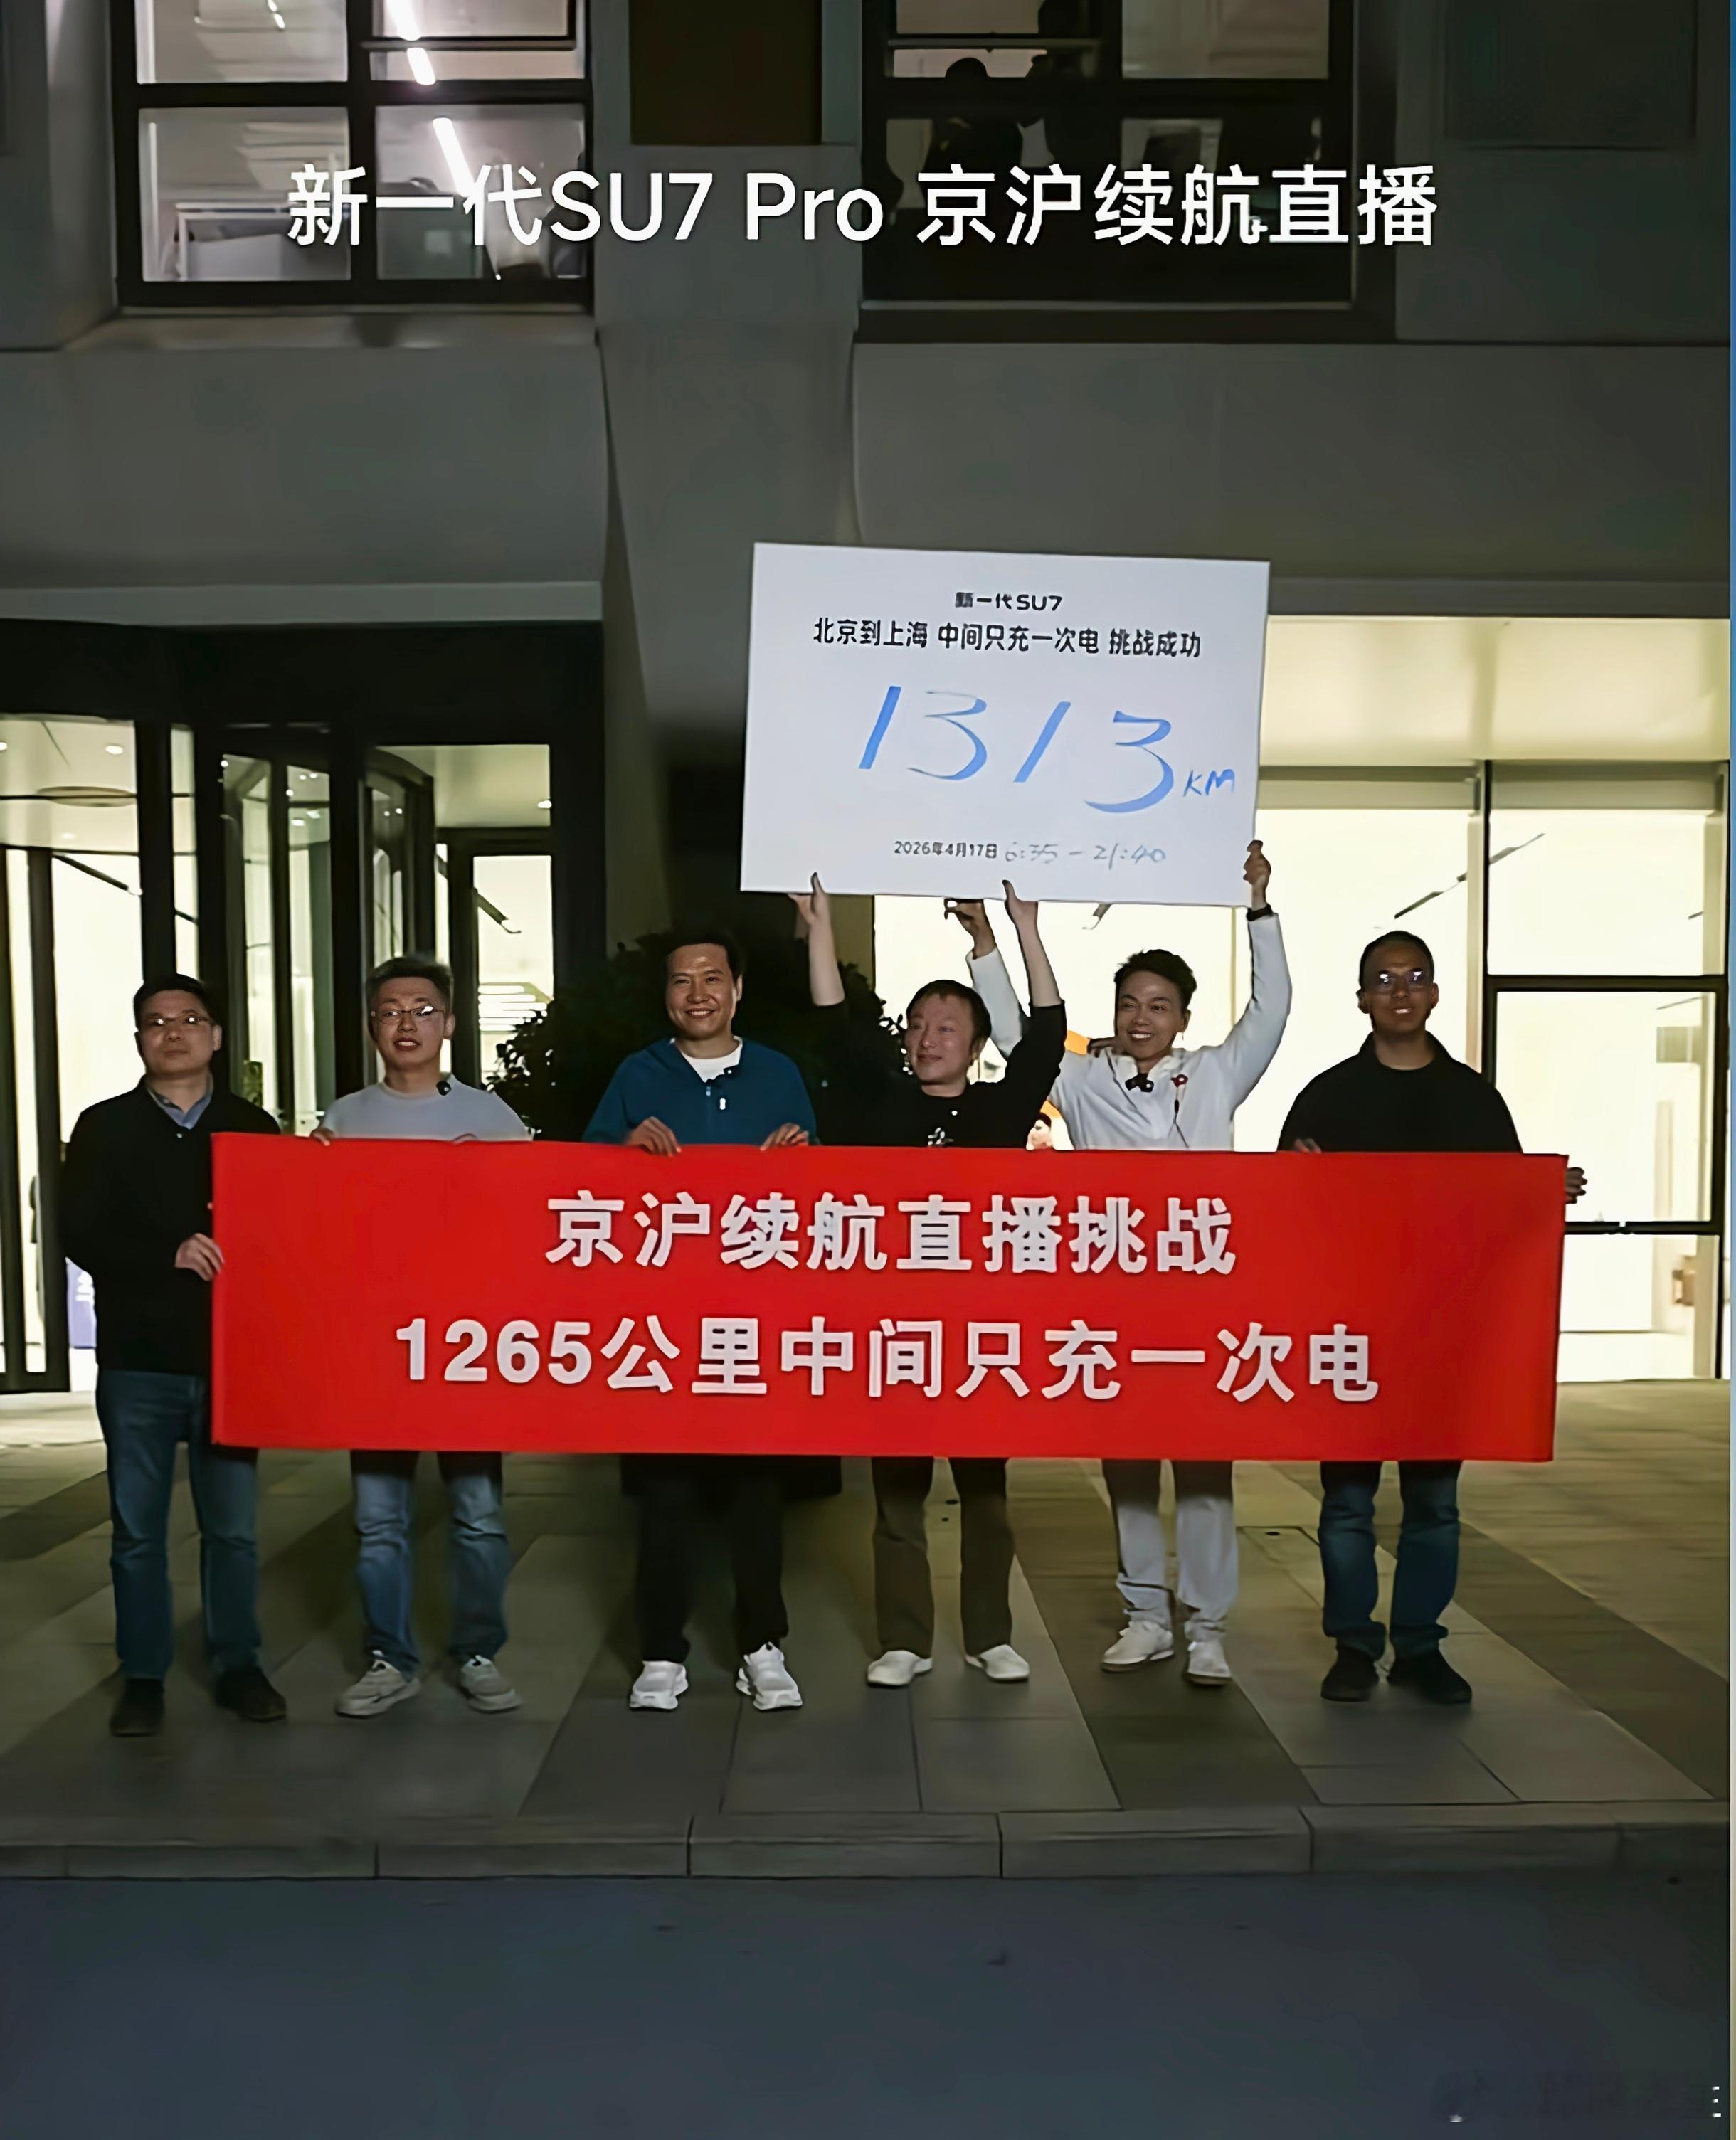 新一代SU7 Pro 京沪续航直播
新一代SU7
北京到上海 中间只充一次电 挑战成功
1313KM
2026年4月17日 6:35-21:40
京沪续航直播挑战
1265公里中间只充一次电